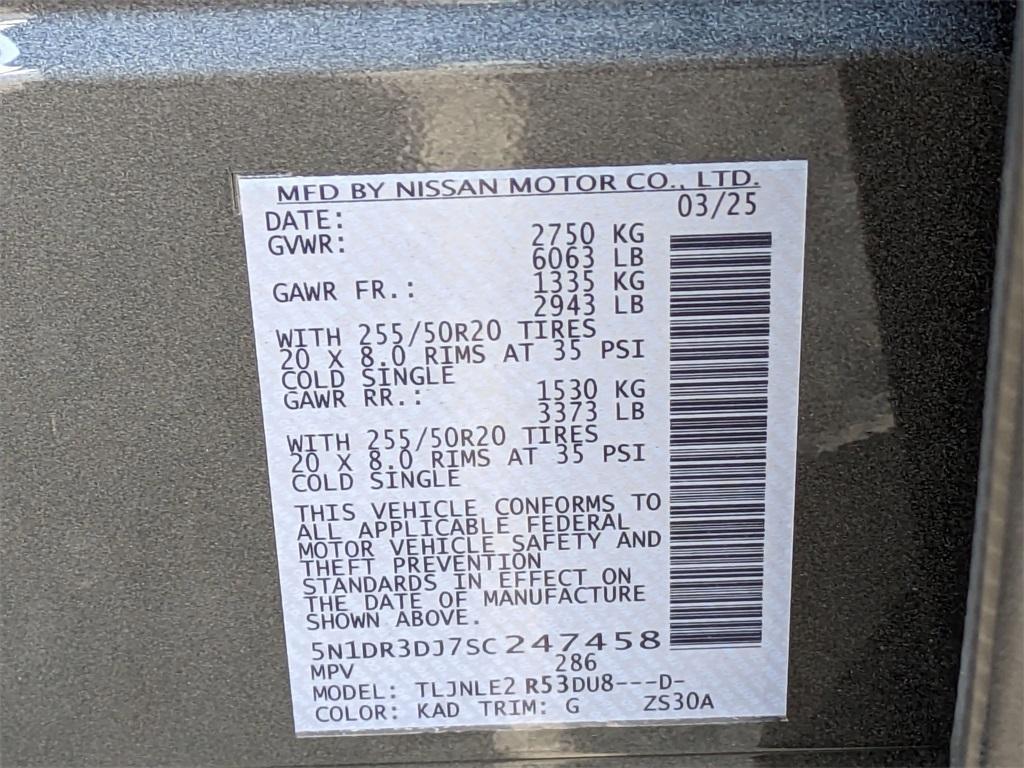 MFD BY NISSAN MOTOR CO., LTD.
DATE: 03/25
GVWR: 2750 KG
6063 LB
GAWR FR.: 1335 KG
2943 LB
WITH 255/50R20 TIRES
20 X 8.0 RIMS AT 35 PSI
COLD SINGLE
GAWR RR.: 1530 KG
3373 LB
WITH 255/50R20 TIRES
20 X 8.0 RIMS AT 35 PSI
COLD SINGLE
THIS VEHICLE CONFORMS TO
ALL APPLICABLE FEDERAL
MOTOR VEHICLE SAFETY AND
THEFT PREVENTION
STANDARDS IN EFFECT ON
THE DATE OF MANUFACTURE
SHOWN ABOVE.
5N1DR3DJ7SC247458
MPV 286
MODEL: TLJNLE2 R53DU8---D-
COLOR: KAD TRIM: G ZS30A